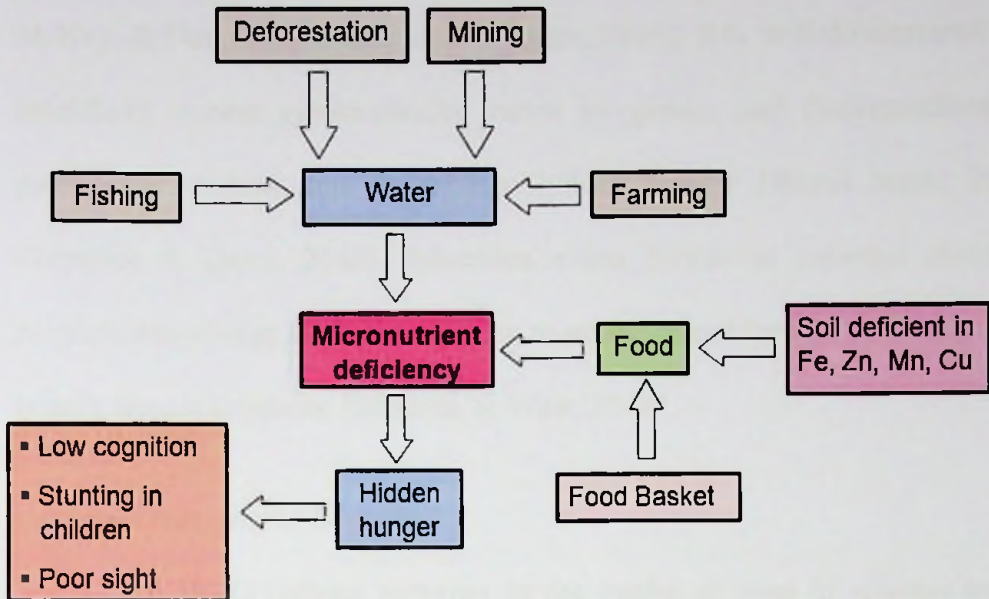 Deforestation
Mining
Fishing
Water
Farming
Micronutrient
deficiency
Food
Soil deficient in
Fe, Zn, Mn, Cu
▪ Low cognition
▪ Stunting in
children
▪ Poor sight
Hidden
hunger
Food Basket